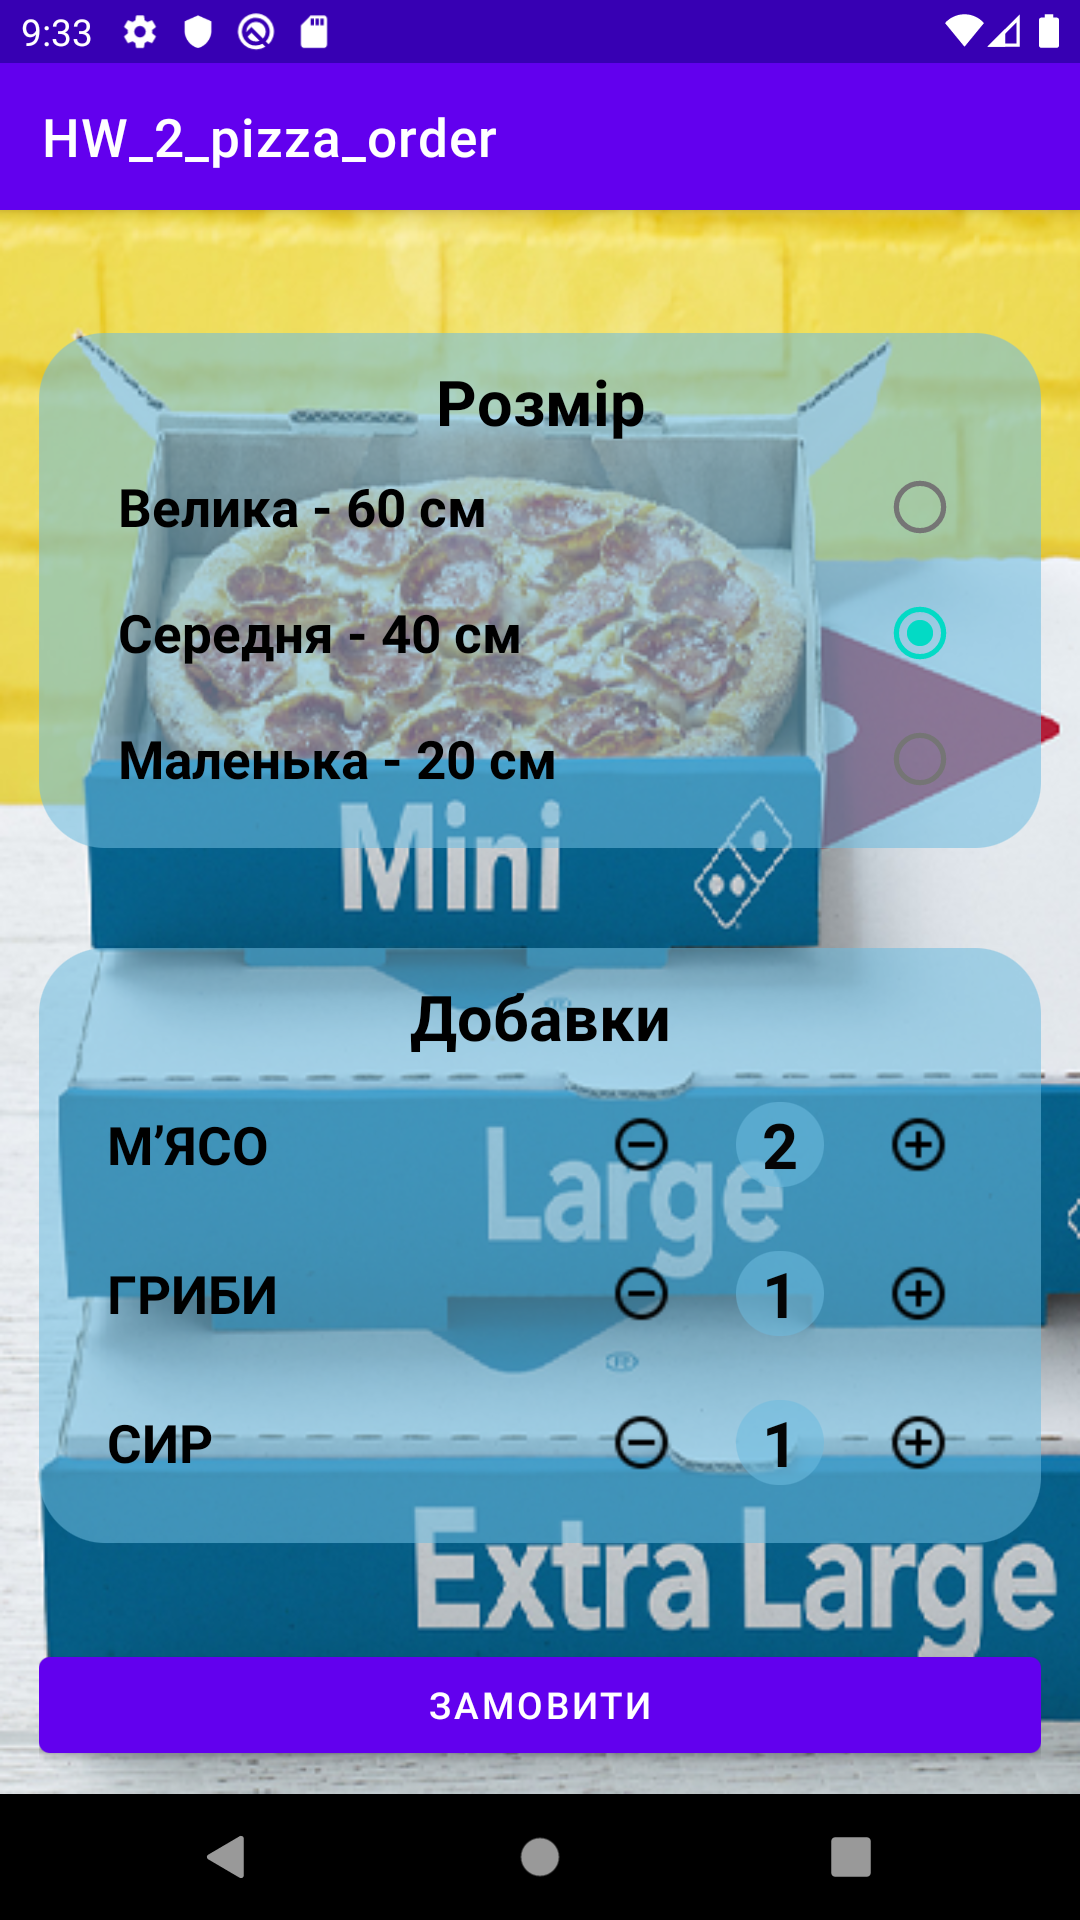 9:33
HW_2_pizza_order
Розмір
Велика - 60 см
Середня - 40 см
Маленька - 20 см
Mini
Добавки
М’ЯСО
2
Large
ГРИБИ
1
СИР
1
Extra Large
ЗАМОВИТИ